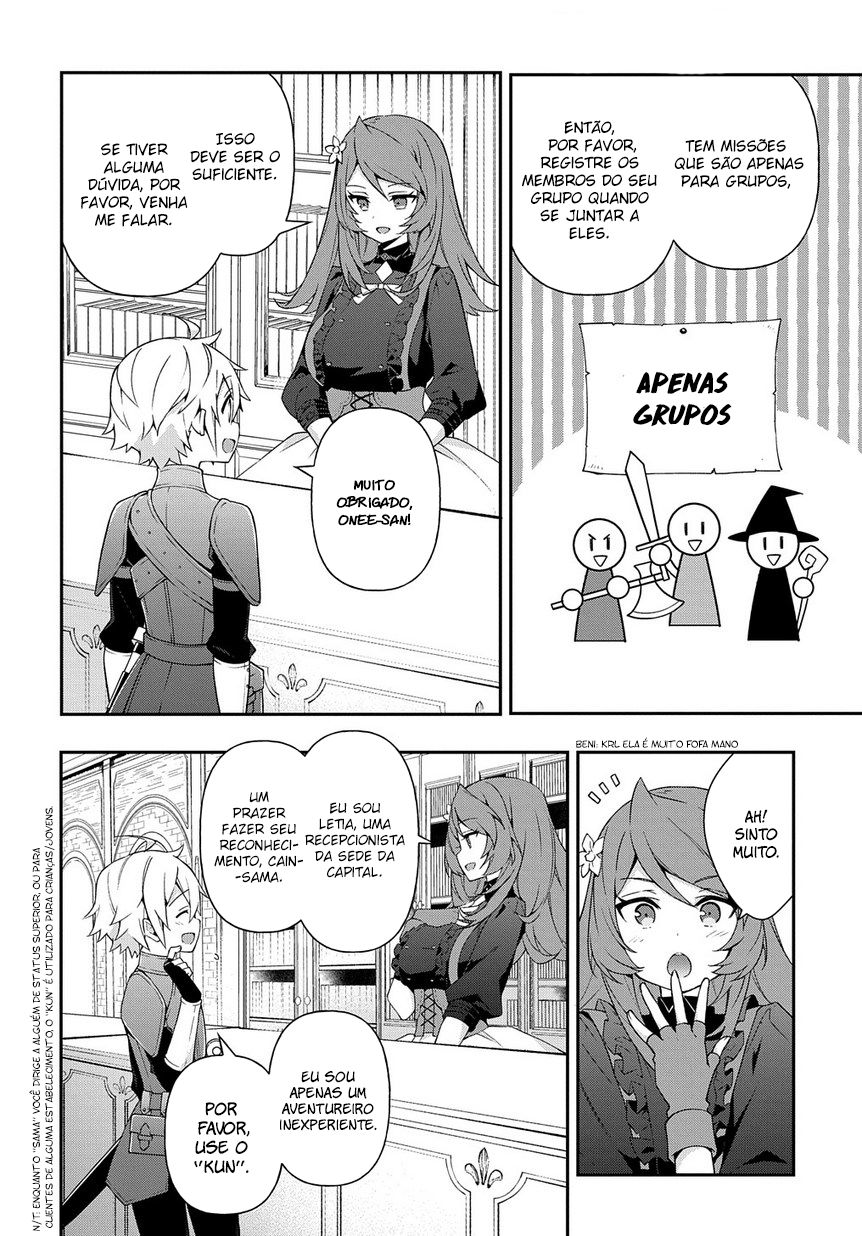 TEM MISSÕES
QUE SÃO APENAS
PARA GRUPOS,
ENTÃO,
POR FAVOR,
REGISTRE OS
MEMBROS DO SEU
GRUPO QUANDO
SE JUNTAR A
ELES.
APENAS
GRUPOS
ISSO
DEVE SER O
SUFICIENTE.
SE TIVER
ALGUMA
DÚVIDA, POR
FAVOR, VENHA
ME FALAR.
MUITO
OBRIGADO,
ONEE-SAN!
BENI: KRL ELA É MUITO FOFA MANO
AH!
SINTO
MUITO.
EU SOU
LETIA, UMA
RECEPCIONISTA
DA SEDE DA
CAPITAL.
UM
PRAZER
FAZER SEU
RECONHECI-
MENTO, CAIN-
-SAMA.
EU SOU
APENAS UM
AVENTUREIRO
INEXPERIENTE.
POR
FAVOR,
USE O
"KUN".
N/T: ENQUANTO O "SAMA" VOCÊ DIRIGE A ALGUÉM DE STATUS SUPERIOR, OU PARA
CLIENTES DE ALGUMA ESTABELECIMENTO, O "KUN" É UTILIZADO PARA CRIANÇAS/JOVENS.